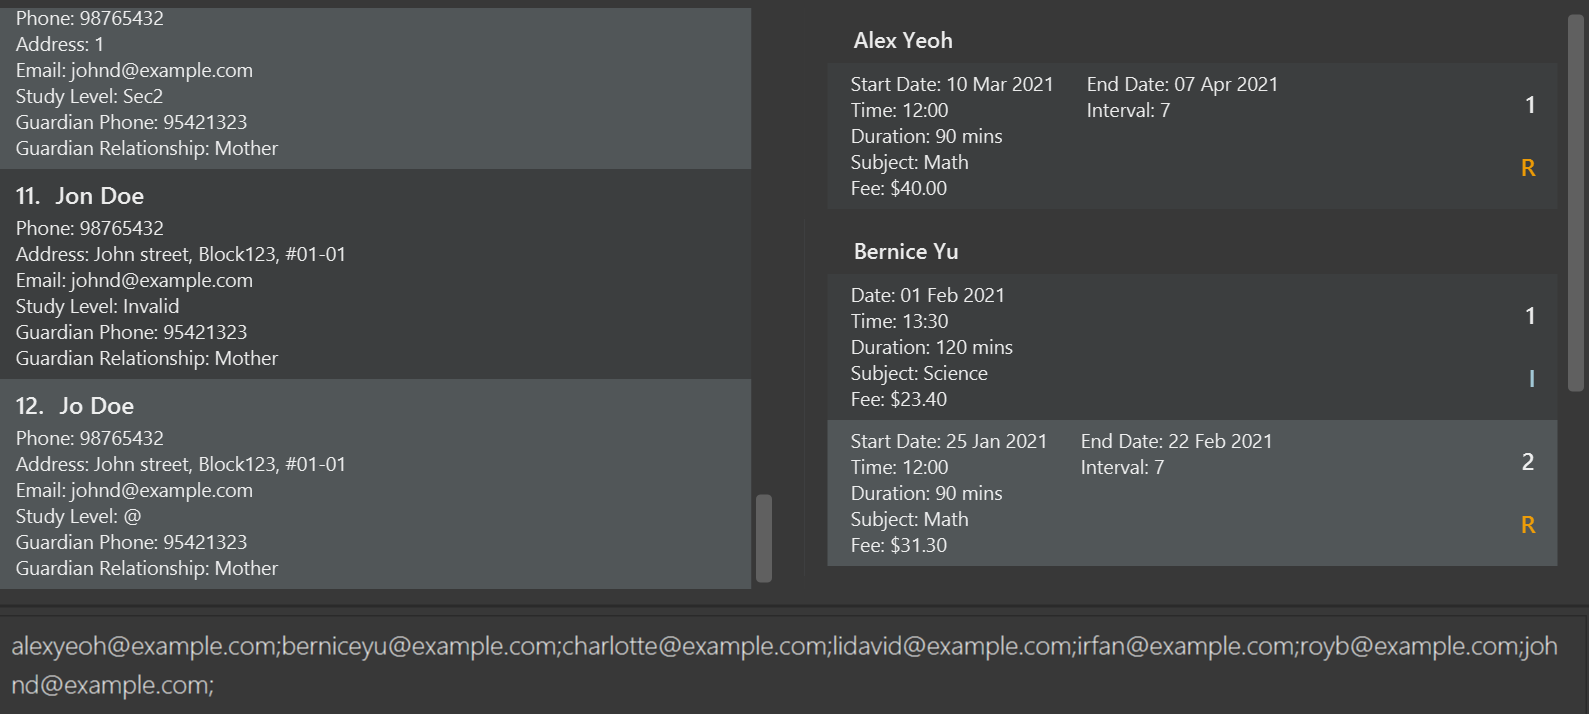 Phone: 98765432
Address: 1
Email: johnd@example.com
Study Level: Sec2
Guardian Phone: 95421323
Guardian Relationship: Mother
11. Jon Doe
Phone: 98765432
Address: John street, Block123, #01-01
Email: johnd@example.com
Study Level: Invalid
Guardian Phone: 95421323
Guardian Relationship: Mother
12. Jo Doe
Phone: 98765432
Address: John street, Block123, #01-01
Email: johnd@example.com
Study Level: @
Guardian Phone: 95421323
Guardian Relationship: Mother
Alex Yeoh
Start Date: 10 Mar 2021 End Date: 07 Apr 2021
Time: 12:00 Interval: 7
1
Duration: 90 mins
Subject: Math
R
Fee: $40.00
Bernice Yu
Date: 01 Feb 2021
Time: 13:30
1
Duration: 120 mins
Subject: Science
I
Fee: $23.40
Start Date: 25 Jan 2021 End Date: 22 Feb 2021
Time: 12:00 Interval: 7
2
Duration: 90 mins
Subject: Math
R
Fee: $31.30
alexyeoh@example.com;berniceyu@example.com;charlotte@example.com;lidavid@example.com;irfan@example.com;royb@example.com;joh
nd@example.com;